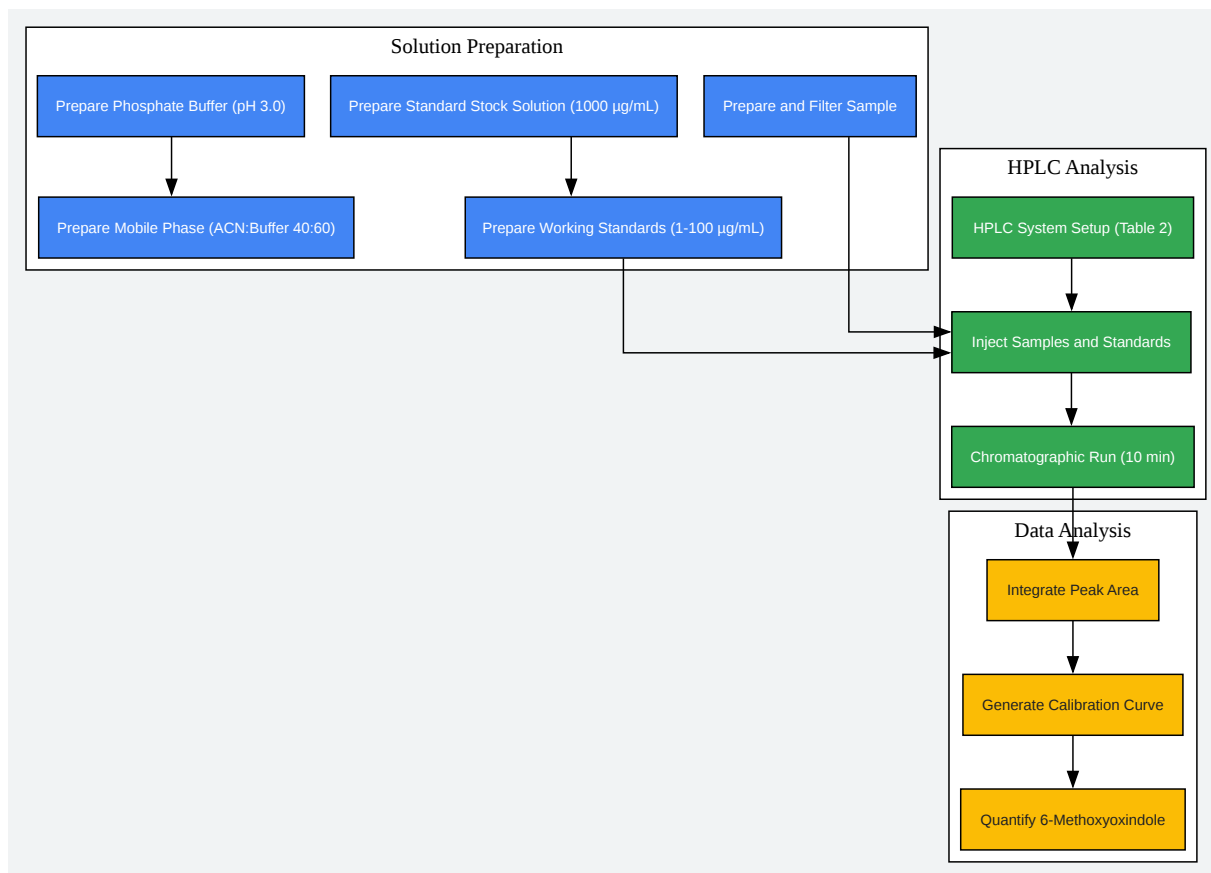 Solution Preparation
Prepare Phosphate Buffer (pH 3.0)
Prepare Standard Stock Solution (1000 µg/mL)
Prepare and Filter Sample
Prepare Mobile Phase (ACN:Buffer 40:60)
Prepare Working Standards (1-100 µg/mL)
HPLC Analysis
HPLC System Setup (Table 2)
Inject Samples and Standards
Chromatographic Run (10 min)
Data Analysis
Integrate Peak Area
Generate Calibration Curve
Quantify 6-Methoxyoxindole